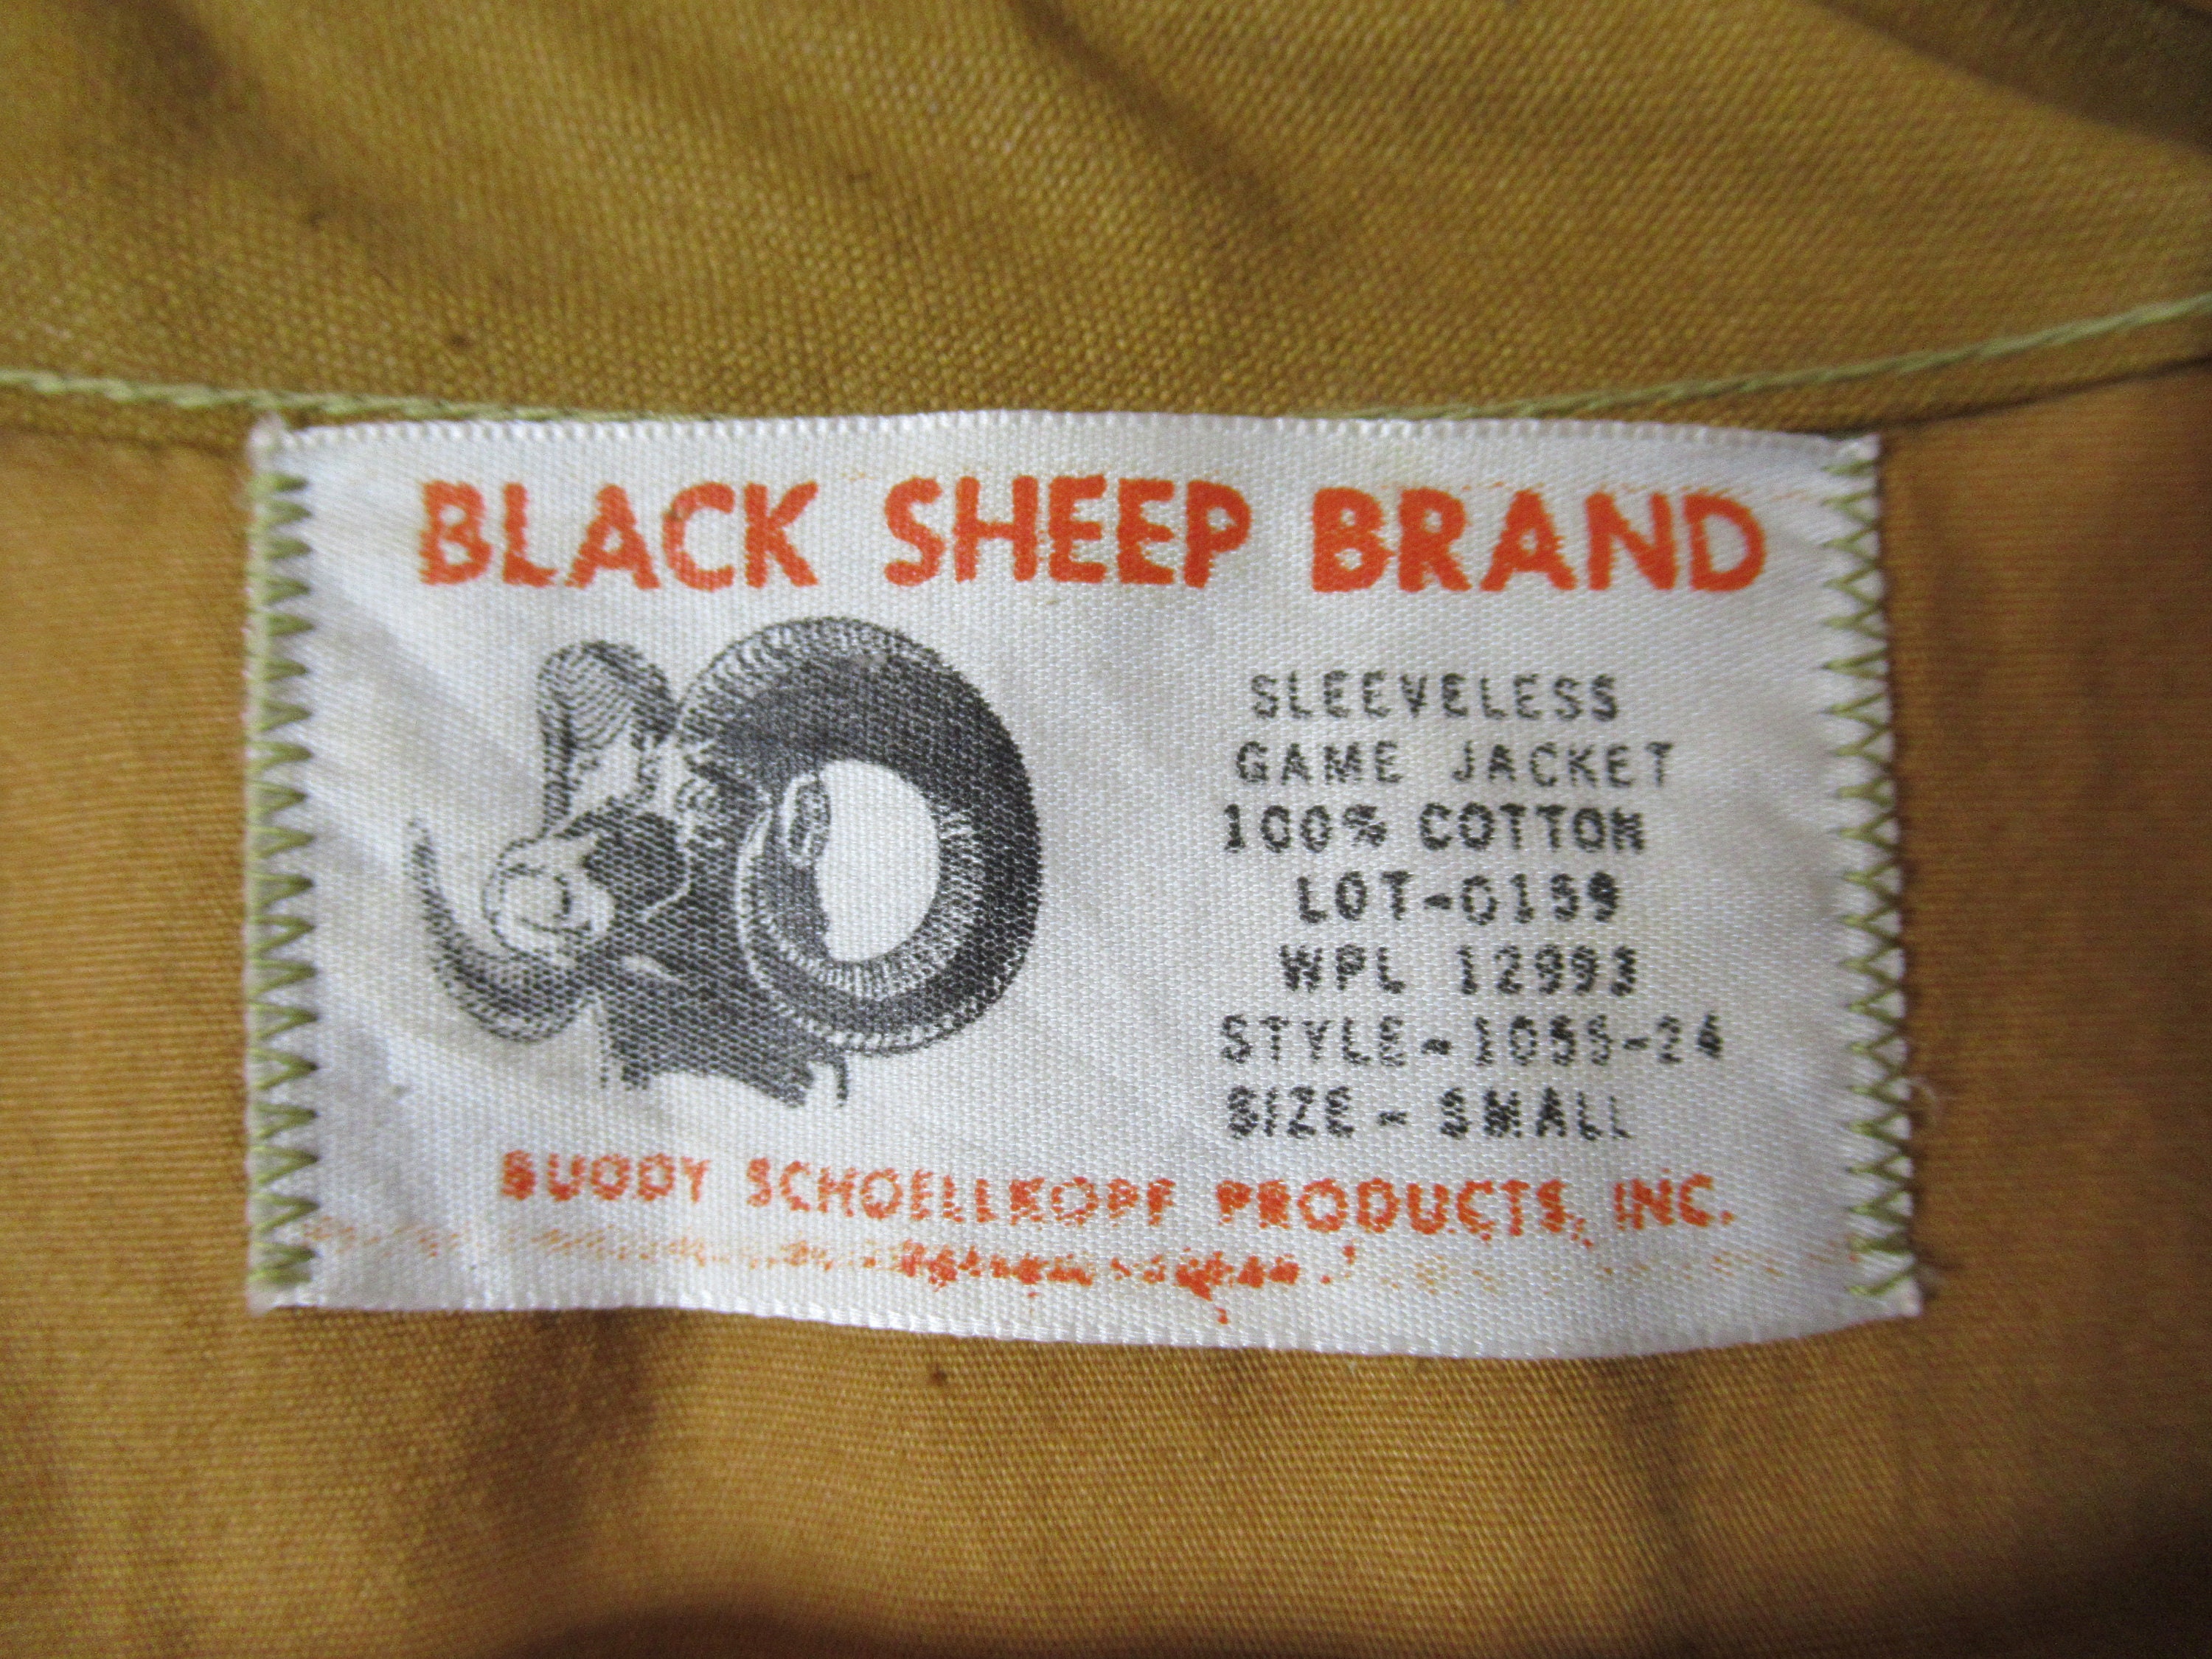 BLACK SHEEP BRAND
SLEEVELESS
GAME JACKET
100% COTTON
LOT-0159
WPL 12993
STYLE-1055-24
SIZE-SMALL
BUDDY SCHOELLKOPF PRODUCTS, INC.